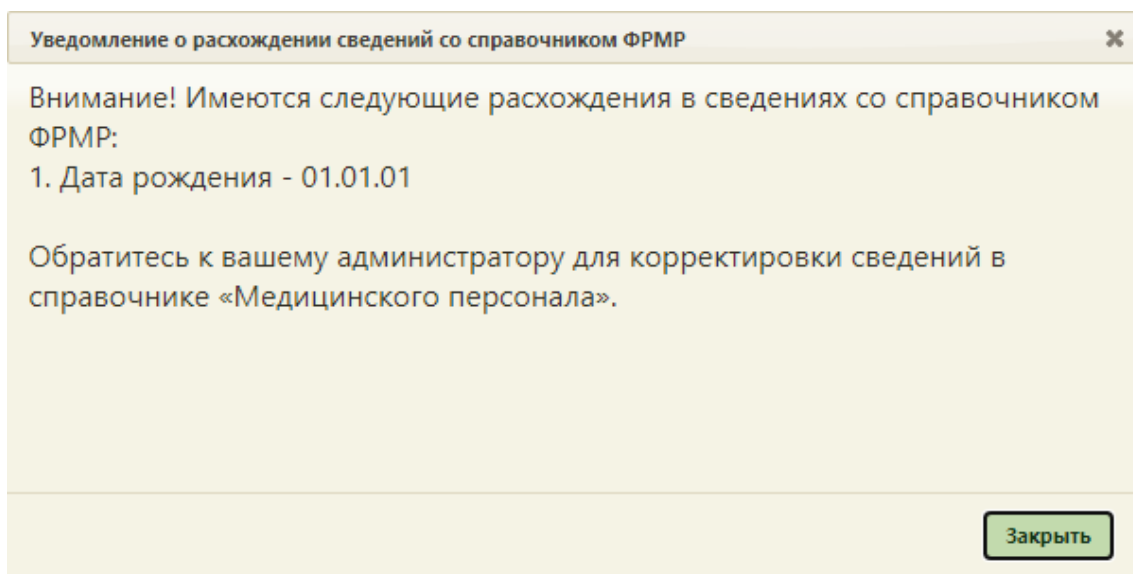 Уведомление о расхождении сведений со справочником ФРМР
Внимание! Имеются следующие расхождения в сведениях со справочником
ФРМР:
1. Дата рождения - 01.01.01
Обратитесь к вашему администратору для корректировки сведений в
справочнике «Медицинского персонала».
Закрыть